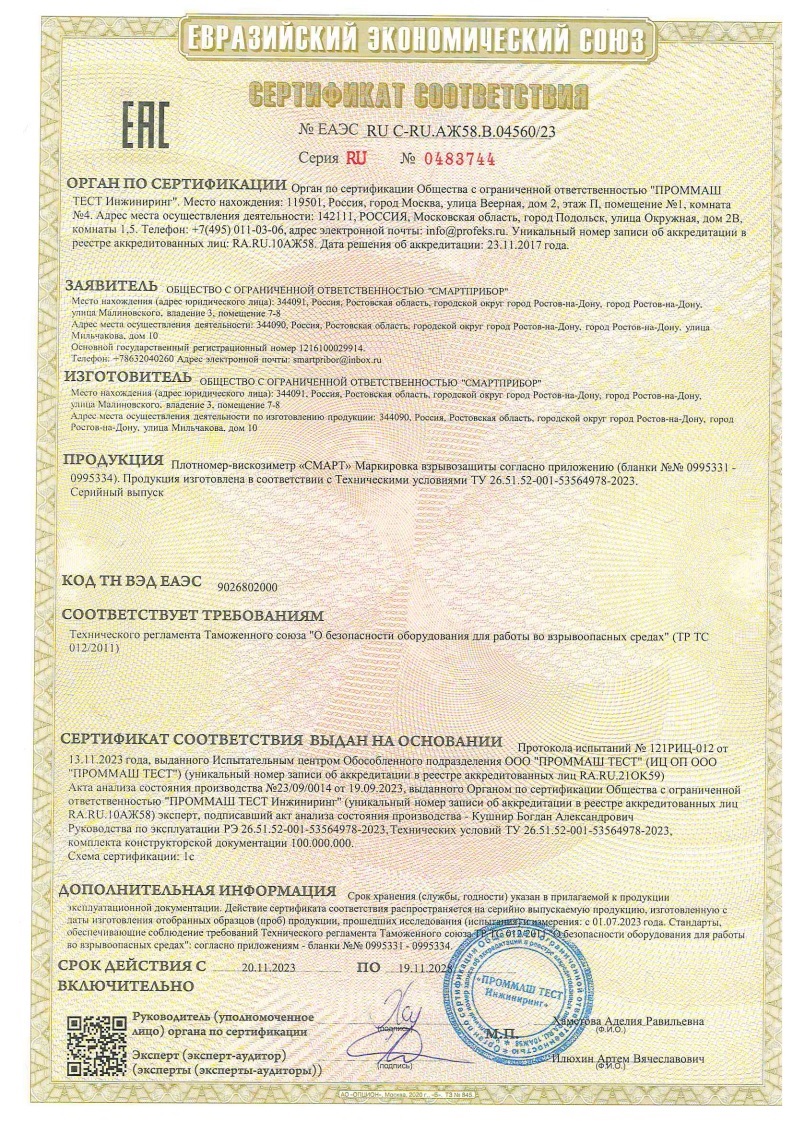 ЕВРАЗИЙСКИЙ ЭКОНОМИЧЕСКИЙ СОЮЗ
СЕРТИФИКАТ СООТВЕТСТВИЯ
ЕАС
№ ЕАЭС RU С-RU.АЖ58.В.04560/23
Серия RU № 0483744
ОРГАН ПО СЕРТИФИКАЦИИ Орган по сертификации Общества с ограниченной ответственностью "ПРОММАШ
ТЕСТ Инжиниринг". Место нахождения: 119501, Россия, город Москва, улица Веерная, дом 2, этаж П, помещение №1, комната
№4. Адрес места осуществления деятельности: 142111, РОССИЯ, Московская область, город Подольск, улица Окружная, дом 2В,
комнаты 1,5. Телефон: +7(495) 011-03-06, адрес электронной почты: info@profeks.ru. Уникальный номер записи об аккредитации в
реестре аккредитованных лиц: RA.RU.10АЖ58. Дата решения об аккредитации: 23.11.2017 года.
ЗАЯВИТЕЛЬ ОБЩЕСТВО С ОГРАНИЧЕННОЙ ОТВЕТСТВЕННОСТЬЮ "СМАРТПРИБОР"
Место нахождения (адрес юридического лица): 344091, Россия, Ростовская область, городской округ город Ростов-на-Дону, город Ростов-на-Дону,
улица Малиновского, владение 3, помещение 7-8
Адрес места осуществления деятельности: 344090, Россия, Ростовская область, городской округ город Ростов-на-Дону, город Ростов-на-Дону, улица
Мильчакова, дом 10
Основной государственный регистрационный номер 1216100029914.
Телефон: +78632040260 Адрес электронной почты: smartpribor@inbox.ru
ИЗГОТОВИТЕЛЬ ОБЩЕСТВО С ОГРАНИЧЕННОЙ ОТВЕТСТВЕННОСТЬЮ "СМАРТПРИБОР"
Место нахождения (адрес юридического лица): 344091, Россия, Ростовская область, городской округ город Ростов-на-Дону, город Ростов-на-Дону,
улица Малиновского, владение 3, помещение 7-8
Адрес места осуществления деятельности по изготовлению продукции: 344090, Россия, Ростовская область, городской округ город Ростов-на-Дону, город
Ростов-на-Дону, улица Мильчакова, дом 10
ПРОДУКЦИЯ Плотномер-вискозиметр «СМАРТ» Маркировка взрывозащиты согласно приложению (бланки №№ 0995331 -
0995334). Продукция изготовлена в соответствии с Техническими условиями ТУ 26.51.52-001-53564978-2023.
Серийный выпуск
КОД ТН ВЭД ЕАЭС 9026802000
СООТВЕТСТВУЕТ ТРЕБОВАНИЯМ
Технического регламента Таможенного союза "О безопасности оборудования для работы во взрывоопасных средах" (ТР ТС
012/2011)
СЕРТИФИКАТ СООТВЕТСТВИЯ ВЫДАН НА ОСНОВАНИИ Протокола испытаний № 121РИЦ-012 от
13.11.2023 года, выданного Испытательным центром Обособленного подразделения ООО "ПРОММАШ ТЕСТ" (ИЦ ОП ООО
"ПРОММАШ ТЕСТ") (уникальный номер записи об аккредитации в реестре аккредитованных лиц RA.RU.21ОК59)
Акта анализа состояния производства №23/09/0014 от 19.09.2023, выданного Органом по сертификации Общества с ограниченной
ответственностью "ПРОММАШ ТЕСТ Инжиниринг" (уникальный номер записи об аккредитации в реестре аккредитованных лиц
RA.RU.10АЖ58) эксперт, подписавший акт анализа состояния производства - Кушнир Богдан Александрович
Руководства по эксплуатации РЭ 26.51.52-001-53564978-2023, Технических условий ТУ 26.51.52-001-53564978-2023,
комплекта конструкторской документации 100.000.000.
Схема сертификации: 1с
ДОПОЛНИТЕЛЬНАЯ ИНФОРМАЦИЯ Срок хранения (службы, годности) указан в прилагаемой к продукции
эксплуатационной документации. Действие сертификата соответствия распространяется на серийно выпускаемую продукцию, изготовленную с
даты изготовления отобранных образцов (проб) продукции, прошедших исследования (испытания) и измерения: с 01.07.2023 года. Стандарты,
обеспечивающие соблюдение требований Технического регламента Таможенного союза ТР ТС 012/2011 "О безопасности оборудования для работы
во взрывоопасных средах": согласно приложениям - бланки №№ 0995331 - 0995334.
СРОК ДЕЙСТВИЯ С 20.11.2023 ПО 19.11.2028
ВКЛЮЧИТЕЛЬНО
Руководитель (уполномоченное
лицо) органа по сертификации
(подпись)
"ПРОММАШ ТЕСТ
Инжиниринг"
М.П.
Хаметова Аделия Равильевна
(Ф.И.О.)
Эксперт (эксперт-аудитор)
(эксперты (эксперты-аудиторы))
(подпись)
Илюхин Артем Вячеславович
(Ф.И.О.)